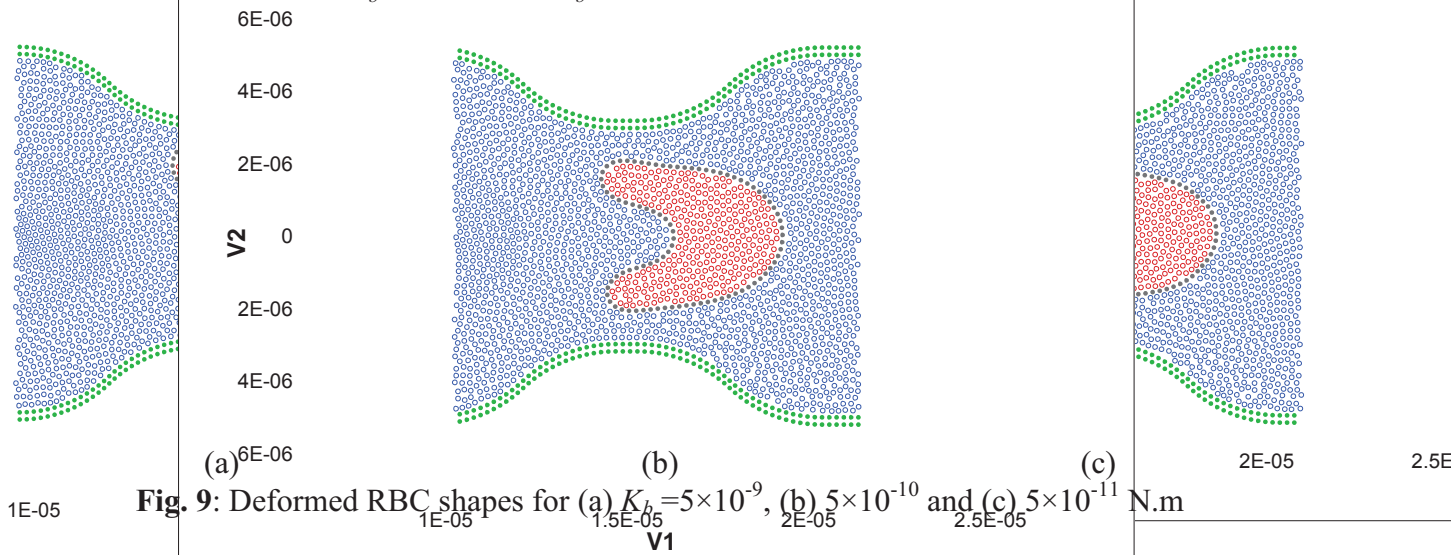 6E-06
4E-06
2E-06
V2
0
2E-06
4E-06
6E-06
(a)
(b)
(c)
2E-05
2.5E
Fig. 9: Deformed RBC shapes for (a) K_b =5×10⁻⁹, (b) 5×10⁻¹⁰ and (c) 5×10⁻¹¹ N.m
1E-05
1E-05
1.5E-05
2E-05
2.5E-05
V1